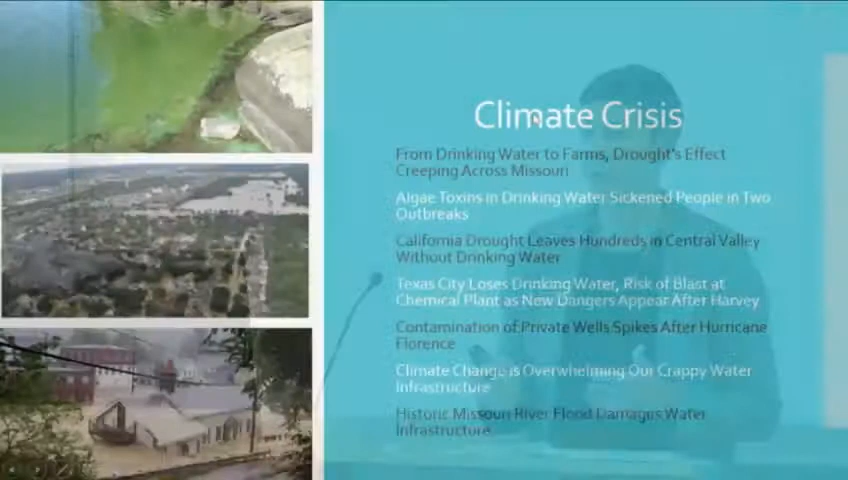 Climate Crisis
From Drinking Water to Farms, Drought's Effect
Creeping Across Missouri
Algae Toxins in Drinking Water Sickened People in Two
Outbreaks
California Drought Leaves Hundreds in Central Valley
Without Drinking Water
Texas City Loses Drinking Water, Risk of Blast at
Chemical Plant as New Dangers Appear After Harvey
Contamination of Private Wells Spikes After Hurricane
Florence
Climate Change is Overwhelming Our Crappy Water
Infrastructure
Historic Missouri River Flood Damages Water
Infrastructure